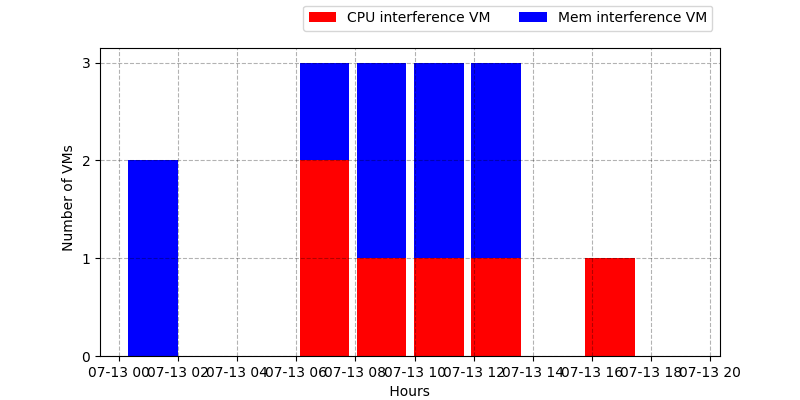 CPU interference VM Mem interference VM
3
2
1
0
Number of VMs
07-13 00 07-13 02 07-13 04 07-13 06 07-13 08 07-13 10 07-13 12 07-13 14 07-13 16 07-13 18 07-13 20
Hours